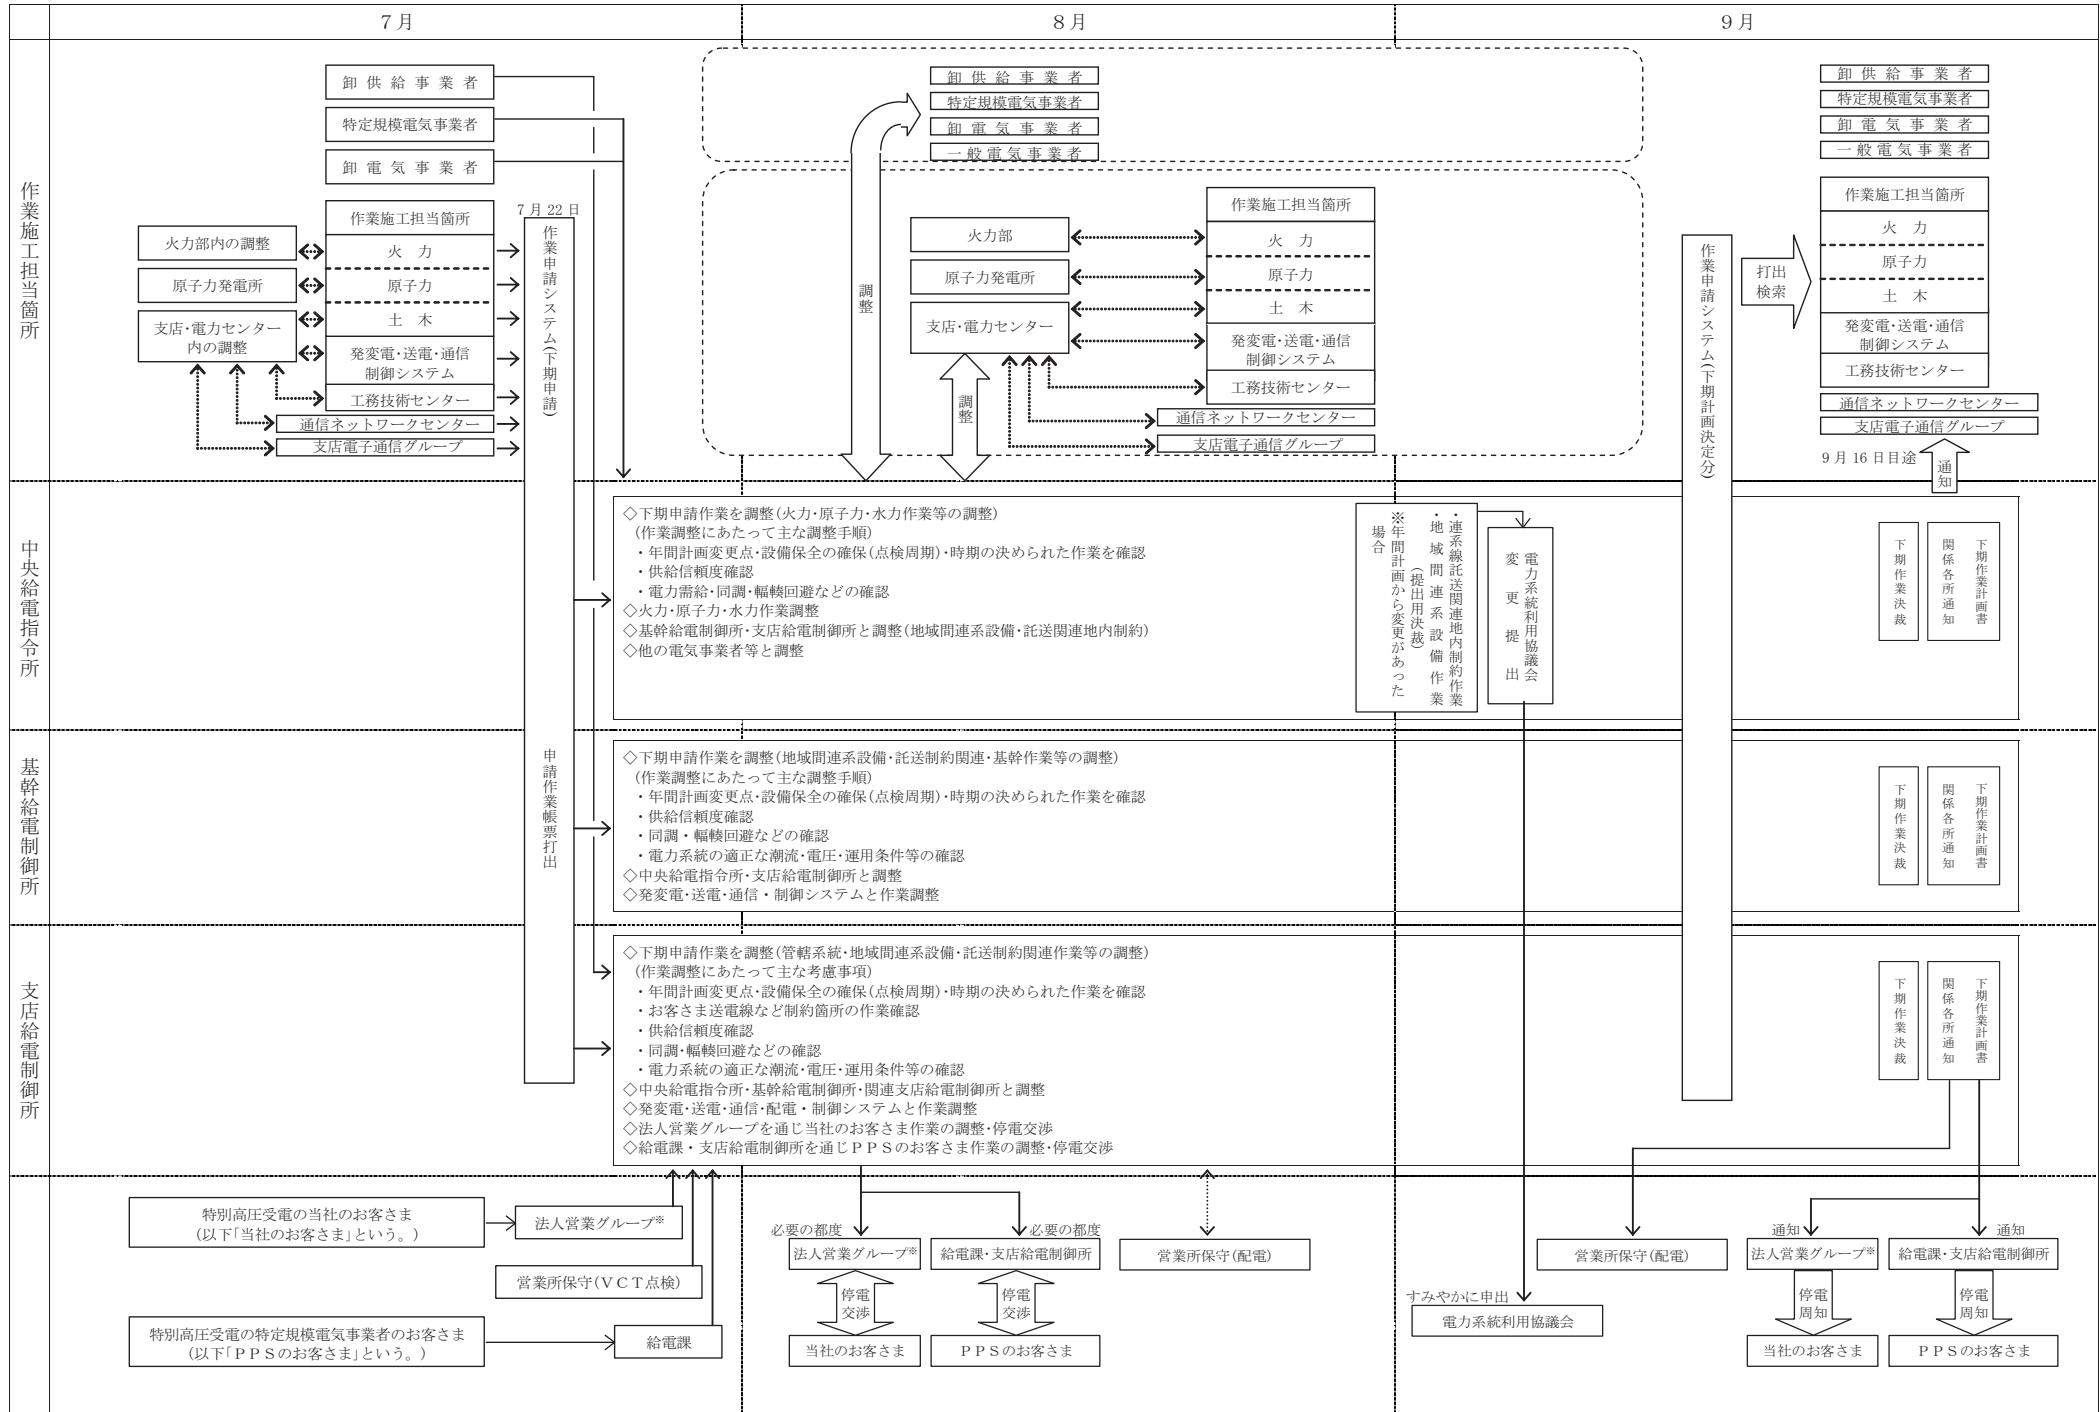 7月
8月
9月
作業施工担当箇所
卸供給事業者
特定規模電気事業者
卸電気事業者
作業施工担当箇所
火力
原子力
土木
発変電・送電・通信
制御システム
工務技術センター
通信ネットワークセンター
支店電子通信グループ
火力部内の調整
原子力発電所
支店・電力センター
内の調整
7月22日
作業申請システム(下期申請)
申請作業帳票打出
卸供給事業者
特定規模電気事業者
卸電気事業者
一般電気事業者
調整
火力部
原子力発電所
支店・電力センター
調整
作業施工担当箇所
火力
原子力
土木
発変電・送電・通信
制御システム
工務技術センター
通信ネットワークセンター
支店電子通信グループ
作業申請システム(下期計画決定分)
打出
検索
卸供給事業者
特定規模電気事業者
卸電気事業者
一般電気事業者
作業施工担当箇所
火力
原子力
土木
発変電・送電・通信
制御システム
工務技術センター
通信ネットワークセンター
支店電子通信グループ
9月16日目途
通知
中央給電指令所
◇下期申請作業を調整(火力・原子力・水力作業等の調整)
(作業調整にあたって主な調整手順)
・年間計画変更点・設備保全の確保(点検周期)・時期の決められた作業を確認
・供給信頼度確認
・電力需給・同調・輻輳回避などの確認
◇火力・原子力・水力作業調整
◇基幹給電制御所・支店給電制御所と調整(地域間連系設備・託送関連地内制約)
◇他の電気事業者等と調整
・連系線託送関連地内制約作業
・地域間連系設備作業
(提出用決裁)
※年間計画から変更があった
場合
電力系統利用協議会
変更提出
下期作業決裁
下期作業計画書
関係各所通知
基幹給電制御所
◇下期申請作業を調整(地域間連系設備・託送制約関連・基幹作業等の調整)
(作業調整にあたって主な調整手順)
・年間計画変更点・設備保全の確保(点検周期)・時期の決められた作業を確認
・供給信頼度確認
・同調・輻輳回避などの確認
・電力系統の適正な潮流・電圧・運用条件等の確認
◇中央給電指令所・支店給電制御所と調整
◇発変電・送電・通信・制御システムと作業調整
下期作業決裁
下期作業計画書
関係各所通知
支店給電制御所
◇下期申請作業を調整(管轄系統・地域間連系設備・託送制約関連作業等の調整)
(作業調整にあたって主な考慮事項)
・年間計画変更点・設備保全の確保(点検周期)・時期の決められた作業を確認
・お客さま送電線など制約箇所の作業確認
・供給信頼度確認
・同調・輻輳回避などの確認
・電力系統の適正な潮流・電圧・運用条件等の確認
◇中央給電指令所・基幹給電制御所・関連支店給電制御所と調整
◇発変電・送電・通信・配電・制御システムと作業調整
◇法人営業グループを通じ当社のお客さま作業の調整・停電交渉
◇給電課・支店給電制御所を通じPPSのお客さま作業の調整・停電交渉
下期作業決裁
下期作業計画書
関係各所通知
特別高圧受電の当社のお客さま
(以下「当社のお客さま」という。)
法人営業グループ※
営業所保守(VCT点検)
特別高圧受電の特定規模電気事業者のお客さま
(以下「PPSのお客さま」という。)
給電課
必要の都度
法人営業グループ※
停電
交渉
当社のお客さま
必要の都度
給電課・支店給電制御所
停電
交渉
PPSのお客さま
営業所保守(配電)
すみやかに申出
電力系統利用協議会
営業所保守(配電)
通知
法人営業グループ※
停電
周知
当社のお客さま
通知
給電課・支店給電制御所
停電
周知
PPSのお客さま